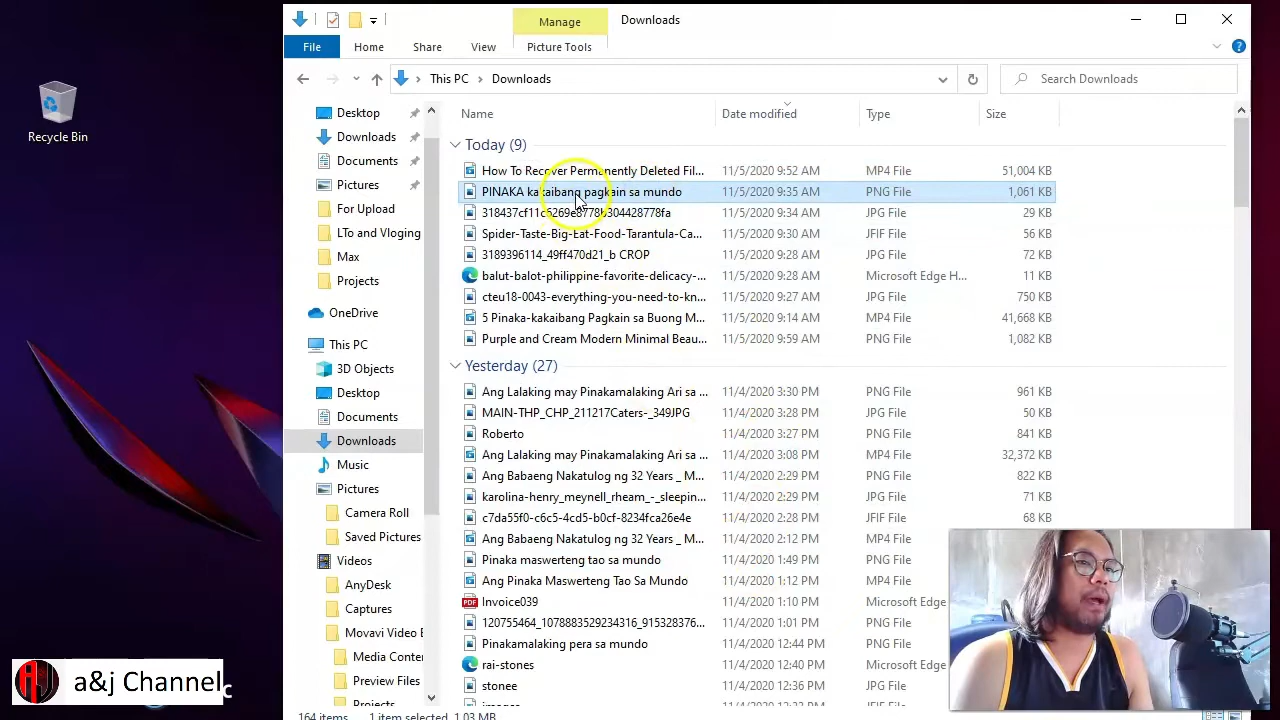 Manage
Downloads
File
Home
Share
View
Picture Tools
This PC > Downloads
Search Downloads
Recycle Bin
Desktop
Downloads
Documents
Pictures
For Upload
LTo and Vloging
Max
Projects
OneDrive
This PC
3D Objects
Desktop
Documents
Downloads
Music
Pictures
Camera Roll
Saved Pictures
Videos
AnyDesk
Captures
Movavi Video E
Media Conte
Preview Files
Projects
Name Date modified Type Size
Today (9)
How To Recover Permanently Deleted Fil... 11/5/2020 9:52 AM MP4 File 51,004 KB
PINAKA kakaibang pagkain sa mundo 11/5/2020 9:35 AM PNG File 1,061 KB
11/5/2020 9:34 AM JPG File 29 KB
Spider-Taste-Big-Eat-Food-Tarantula-Ca... 11/5/2020 9:30 AM JFIF File 56 KB
3189396114_49ff470d21_b CROP 11/5/2020 9:28 AM JPG File 72 KB
balut-balot-philippine-favorite-delicacy-... 11/5/2020 9:28 AM Microsoft Edge H... 11 KB
cteu18-0043-everything-you-need-to-kn... 11/5/2020 9:27 AM JPG File 750 KB
5 Pinaka-kakaibang Pagkain sa Buong M... 11/5/2020 9:14 AM MP4 File 41,668 KB
Purple and Cream Modern Minimal Beau... 11/5/2020 8:59 AM PNG File 1,082 KB
Yesterday (27)
Ang Lalaking may Pinakamalaking Ari sa ... 11/4/2020 3:30 PM PNG File 961 KB
MAIN-THP_CHP_211217Caters-_349JPG 11/4/2020 3:28 PM JPG File 50 KB
Roberto 11/4/2020 3:27 PM PNG File 841 KB
Ang Lalaking may Pinakamalaking Ari sa ... 11/4/2020 3:08 PM MP4 File 32,372 KB
Ang Babaeng Nakatulog ng 32 Years _ M... 11/4/2020 2:29 PM PNG File 822 KB
karolina-henry_meynell_rheam_-_sleepin... 11/4/2020 2:29 PM JPG File 71 KB
c7da55f0-c6c5-4cd5-b0cf-8234fca26e4e 11/4/2020 2:28 PM JFIF File 68 KB
Ang Babaeng Nakatulog ng 32 Years _ M... 11/4/2020 2:12 PM MP4 File
Pinaka maswerteng tao sa mundo 11/4/2020 1:49 PM PNG File
Ang Pinaka Maswerteng Tao Sa Mundo 11/4/2020 1:12 PM MP4 File
PDF Invoice039 11/4/2020 1:10 PM Microsoft Edge
120755464_1078883529234316_915328376... 11/4/2020 1:01 PM JPG File
Pinakamalaking pera sa mundo 11/4/2020 12:44 PM PNG File
rai-stones 11/4/2020 12:40 PM Microsoft Edge
stonee 11/4/2020 12:36 PM JPG File
164 items 1 item selected 1.03 MB
a&j Channel